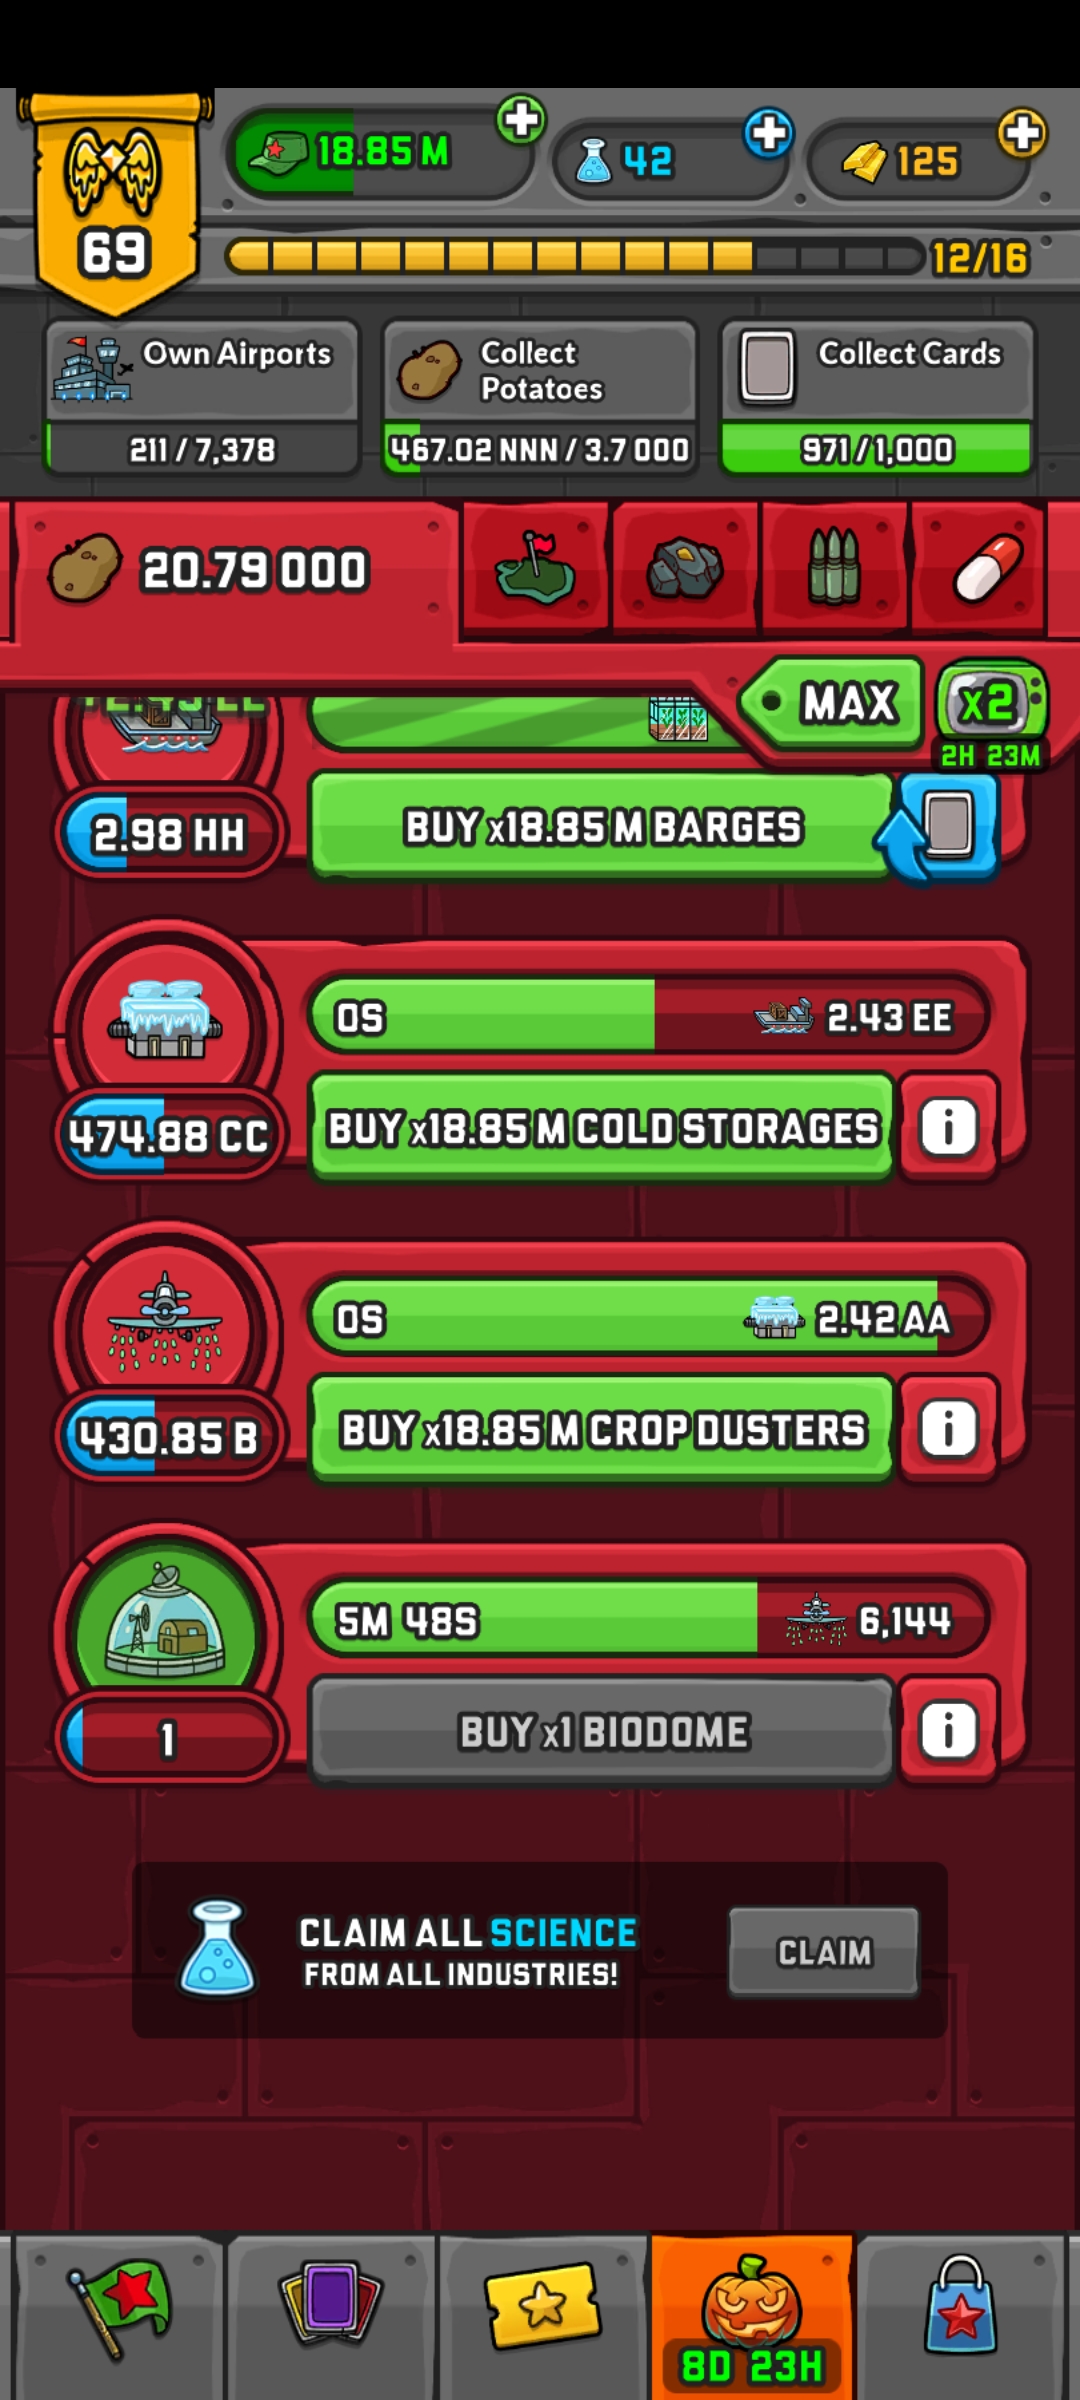 69
18.85 M
42
125
12/16
Own Airports
211 / 7,378
Collect
Potatoes
467.02 NNN / 3.7 OOO
Collect Cards
971 / 1,000
20.79 OOO
MAX
x2
2H 23M
2.98 HH
BUY x18.85 M BARGES
0S
2.43 EE
474.88 CC
BUY x18.85 M COLD STORAGES
i
0S
2.42 AA
430.85 B
BUY x18.85 M CROP DUSTERS
i
5M 48S
6,144
1
BUY x1 BIODOME
i
CLAIM ALL SCIENCE
FROM ALL INDUSTRIES!
CLAIM
8D 23H